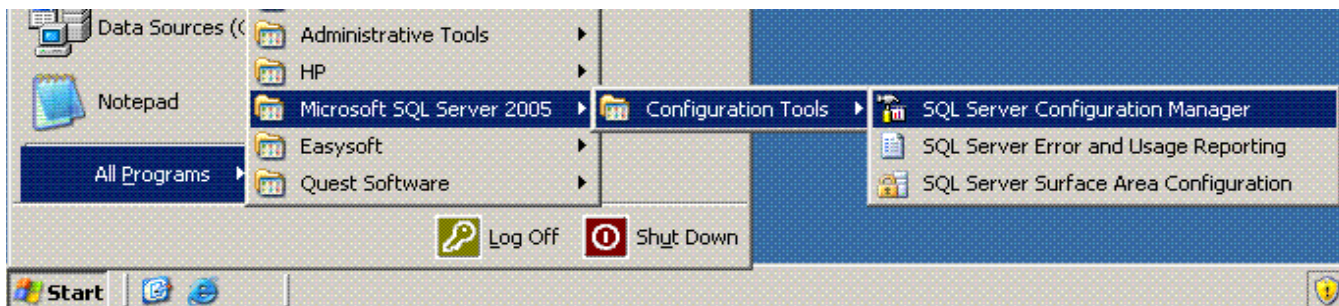 Data Sources (
Administrative Tools
HP
Notepad
Microsoft SQL Server 2005
Configuration Tools
SQL Server Configuration Manager
Easysoft
SQL Server Error and Usage Reporting
All Programs
Quest Software
SQL Server Surface Area Configuration
Log Off
Shut Down
Start